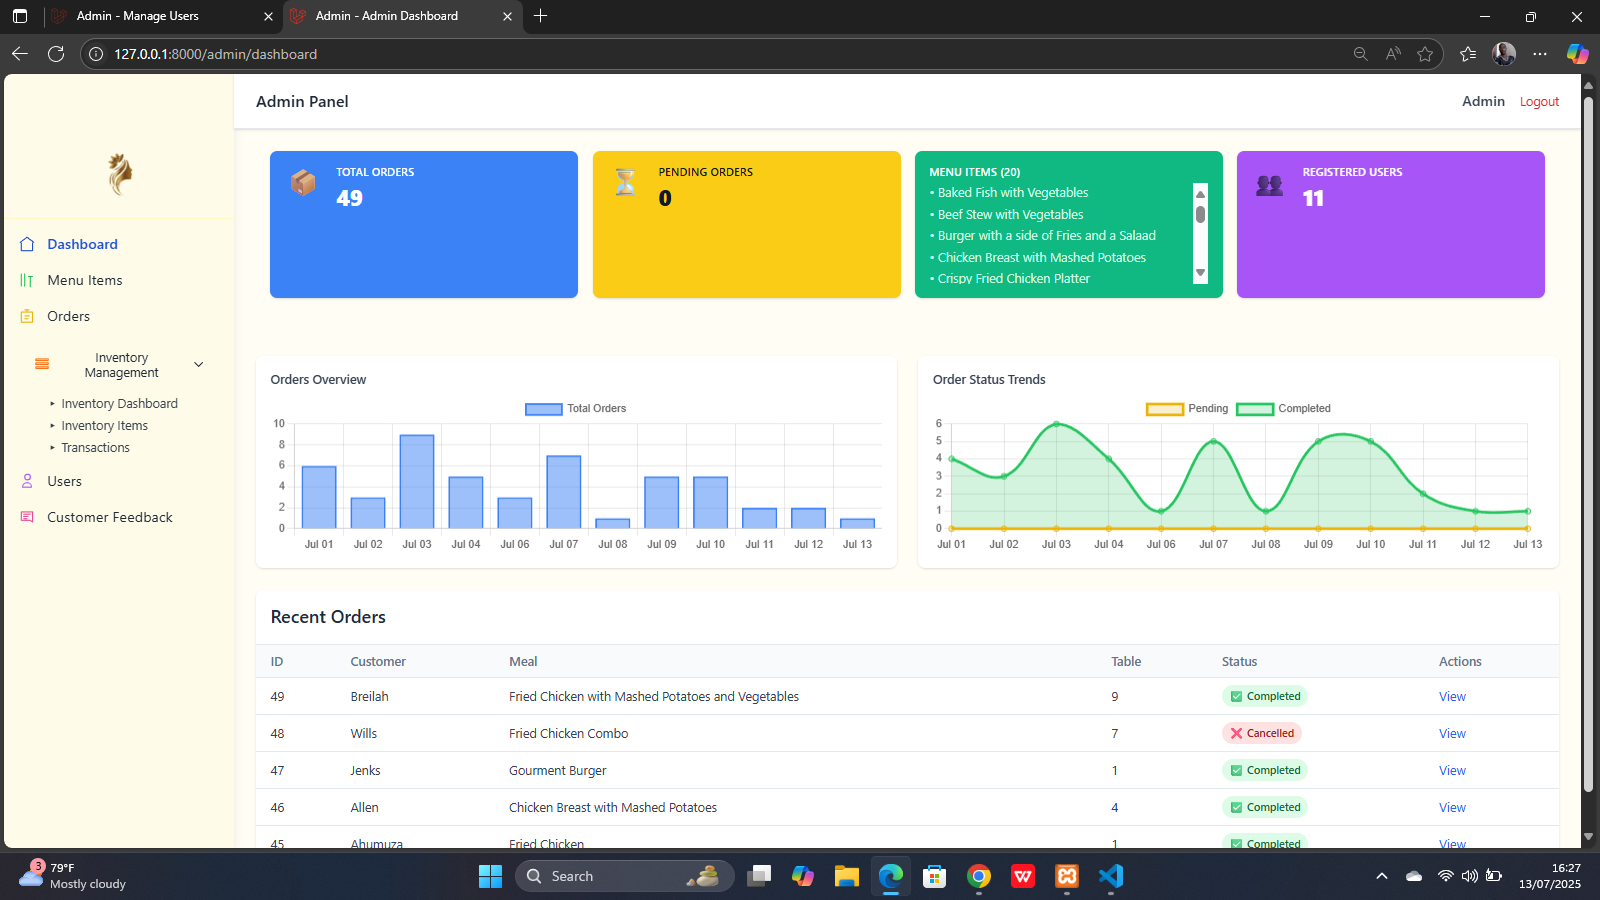 Admin - Manage Users
Admin - Admin Dashboard
127.0.0.1:8000/admin/dashboard
Admin Panel
Admin
Logout
Dashboard
Menu Items
Orders
Inventory
Management
Inventory Dashboard
Inventory Items
Transactions
Users
Customer Feedback
TOTAL ORDERS
49
PENDING ORDERS
0
MENU ITEMS (20)
• Baked Fish with Vegetables
• Beef Stew with Vegetables
• Burger with a side of Fries and a Salaad
• Chicken Breast with Mashed Potatoes
• Crispy Fried Chicken Platter
REGISTERED USERS
11
Orders Overview
Total Orders
10
8
6
4
2
0
Jul 01 Jul 02 Jul 03 Jul 04 Jul 06 Jul 07 Jul 08 Jul 09 Jul 10 Jul 11 Jul 12 Jul 13
Order Status Trends
Pending Completed
6
5
4
3
2
1
0
Jul 01 Jul 02 Jul 03 Jul 04 Jul 06 Jul 07 Jul 08 Jul 09 Jul 10 Jul 11 Jul 12 Jul 13
Recent Orders
ID Customer Meal Table Status Actions
49 Breilah Fried Chicken with Mashed Potatoes and Vegetables 9 Completed View
48 Wills Fried Chicken Combo 7 Cancelled View
47 Jenks Gourment Burger 1 Completed View
46 Allen Chicken Breast with Mashed Potatoes 4 Completed View
45 Ahumuza Fried Chicken 1 Completed View
3
79°F
Mostly cloudy
Search
16:27
13/07/2025